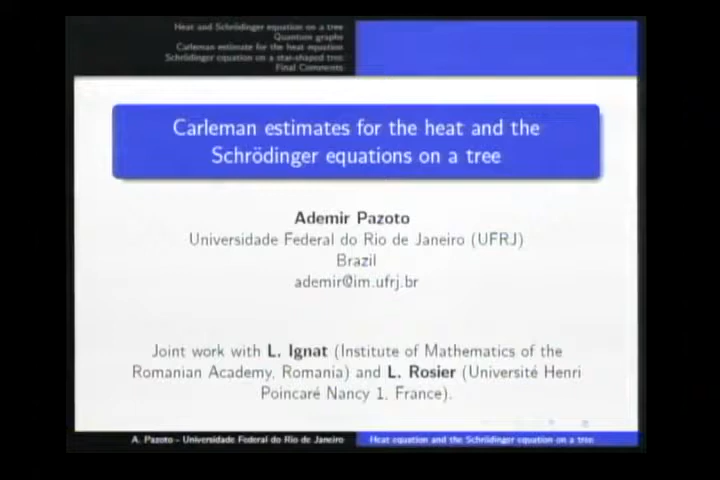 Heat and Schrödinger equation on a tree
Quantum graphs
Carleman estimate for the heat equation
Schrödinger equation on a star-shaped tree
Final Comments
Carleman estimates for the heat and the
Schrödinger equations on a tree
Ademir Pazoto
Universidade Federal do Rio de Janeiro (UFRJ)
Brazil
ademir@im.ufrj.br
Joint work with L. Ignat (Institute of Mathematics of the
Romanian Academy, Romania) and L. Rosier (Université Henri
Poincaré Nancy 1, France).
A. Pazoto - Universidade Federal do Rio de Janeiro
Heat equation and the Schrödinger equation on a tree